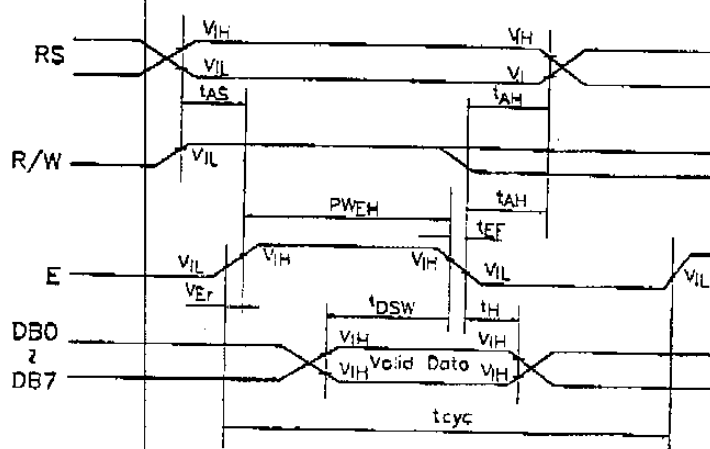 VIH VIH
RS
VIL VIL
tAS tAH
R/W VIL
tAH
PWEH
tEF
VIL VIH VIH VIL VIL
E
VEr
tDSW tH
DB0 VIH VIH
~ Valid Data
DB7 VIH VIH
tcyc